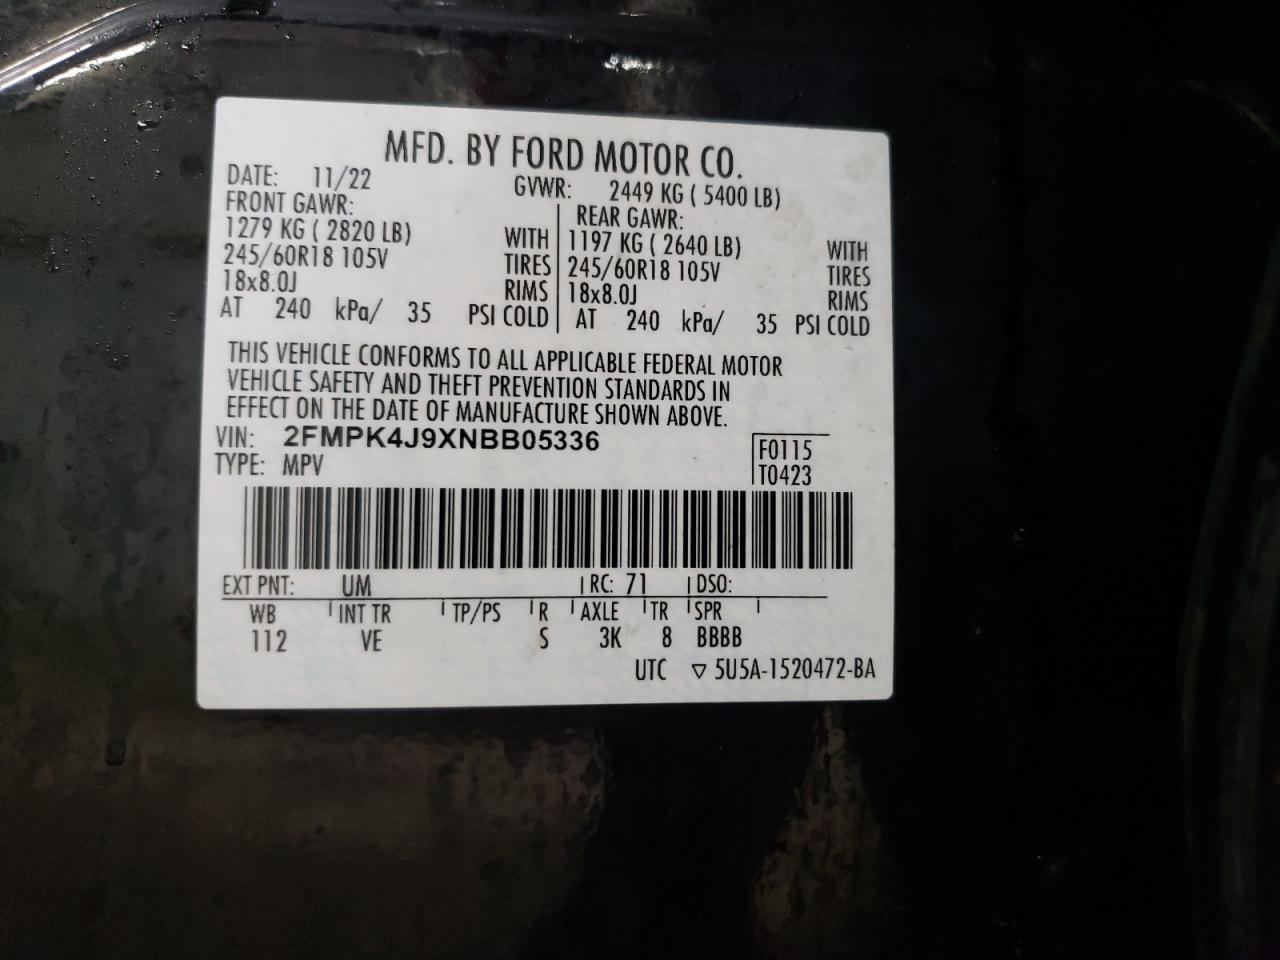 MFD. BY FORD MOTOR CO.
DATE: 11/22 GVWR: 2449 KG ( 5400 LB)
FRONT GAWR: REAR GAWR:
1279 KG ( 2820 LB) WITH 1197 KG ( 2640 LB) WITH
245/60R18 105V TIRES 245/60R18 105V TIRES
18x8.0J RIMS 18x8.0J RIMS
AT 240 kPa/ 35 PSI COLD AT 240 kPa/ 35 PSI COLD
THIS VEHICLE CONFORMS TO ALL APPLICABLE FEDERAL MOTOR
VEHICLE SAFETY AND THEFT PREVENTION STANDARDS IN
EFFECT ON THE DATE OF MANUFACTURE SHOWN ABOVE.
VIN: 2FMPK4J9XNBB05336 F0115
TYPE: MPV T0423
EXT PNT: UM RC: 71 DSO:
WB INT TR TP/PS R AXLE TR SPR
112 VE S 3K 8 BBBB
UTC ▽ 5U5A-1520472-BA